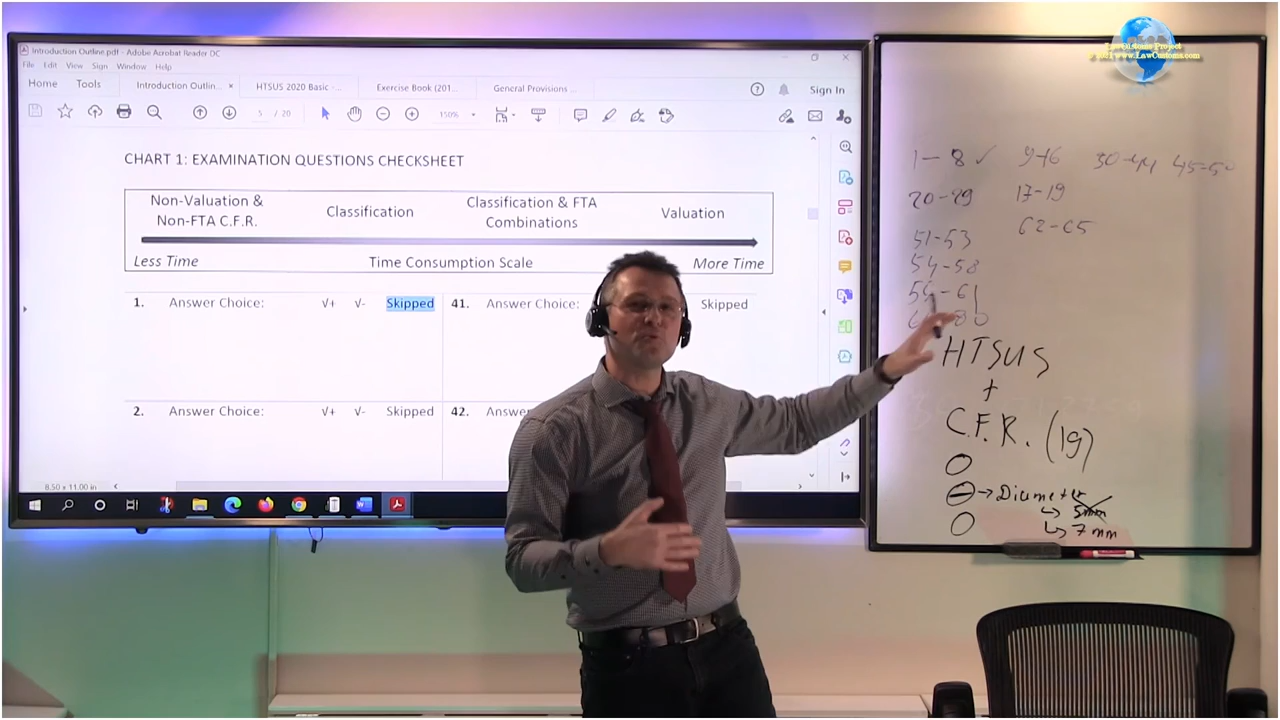 Introduction Outline.pdf - Adobe Acrobat Reader DC
File Edit View Sign Window Help
Home Tools Introduction Outlin... × HTSUS 2020 Basic - ... Exercise Book (201... General Provisions ... Sign In
5 / 20 150%
CHART 1: EXAMINATION QUESTIONS CHECKSHEET
Non-Valuation & Non-FTA C.F.R. Classification Classification & FTA Combinations Valuation
Less Time Time Consumption Scale More Time
1. Answer Choice: √+ √- Skipped 41. Answer Choice: Skipped
2. Answer Choice: √+ √- Skipped 42. Answ
8.50 x 11.00 in
www.LawCustoms.com
1-8 ✓ 9-16 30-44 45-50
20-29 17-19
51-53 62-65
54-58
HTSUS
+
C.F.R. (19)
→ Diameter
↳ 5mm
↳ 7mm